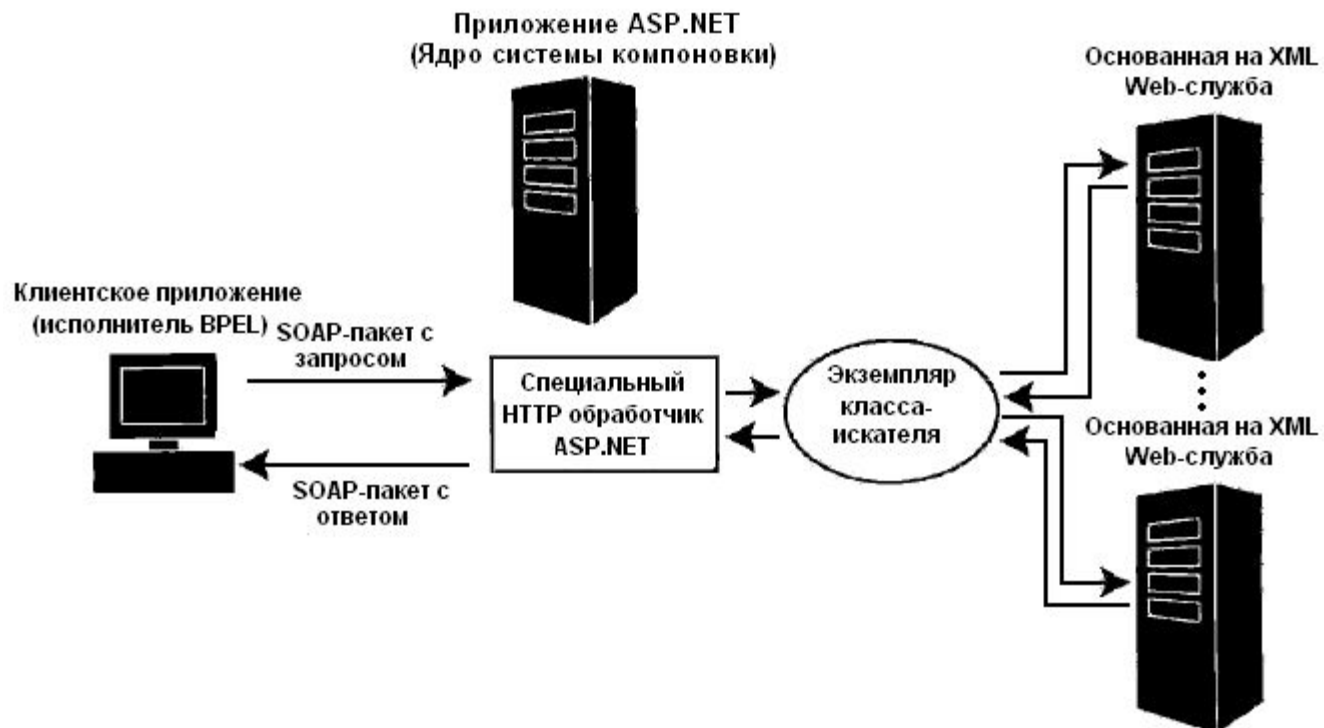 Приложение ASP.NET
(Ядро системы компоновки)
Основанная на XML
Web-служба
Клиентское приложение
(исполнитель BPEL)
SOAP-пакет с
запросом
Специальный
HTTP обработчик
ASP.NET
Экземпляр
класса-
искателя
SOAP-пакет с
ответом
Основанная на XML
Web-служба